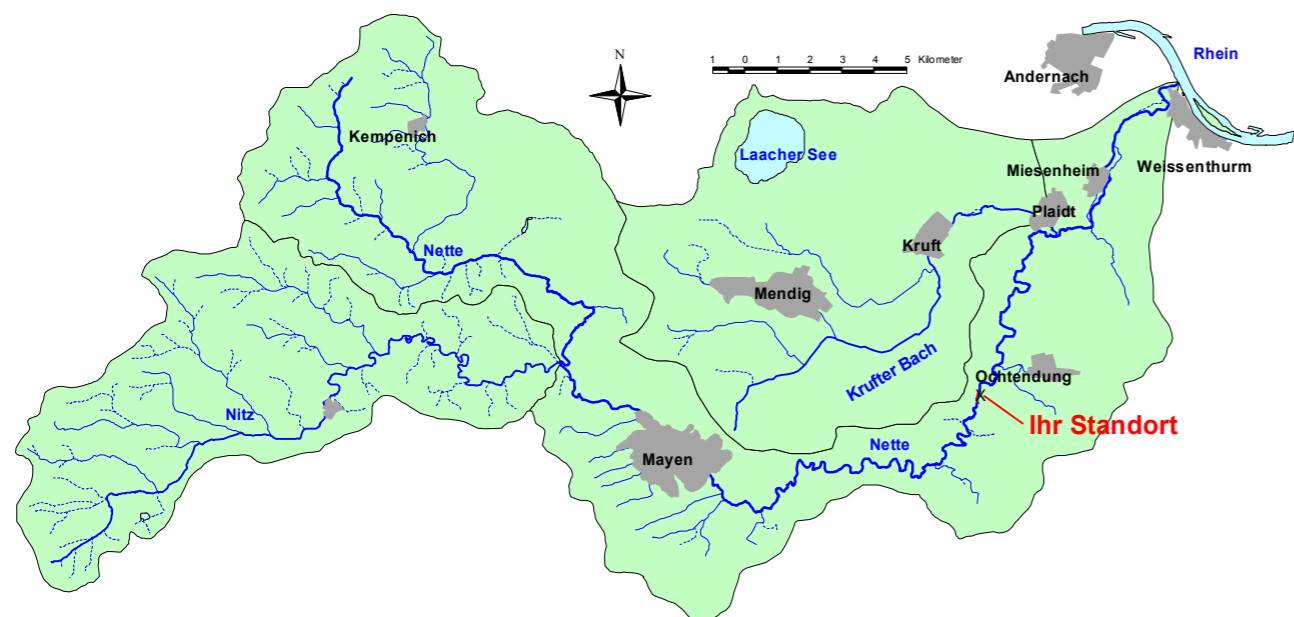 N
1 0 1 2 3 4 5 Kilometer
Rhein
Andernach
Kempenich
Laacher See
Weissenthurm
Miesenheim
Plaidt
Nette
Kruft
Mendig
Ochtendung
Krufter Bach
X
Nitz
Ihr Standort
Nette
Mayen